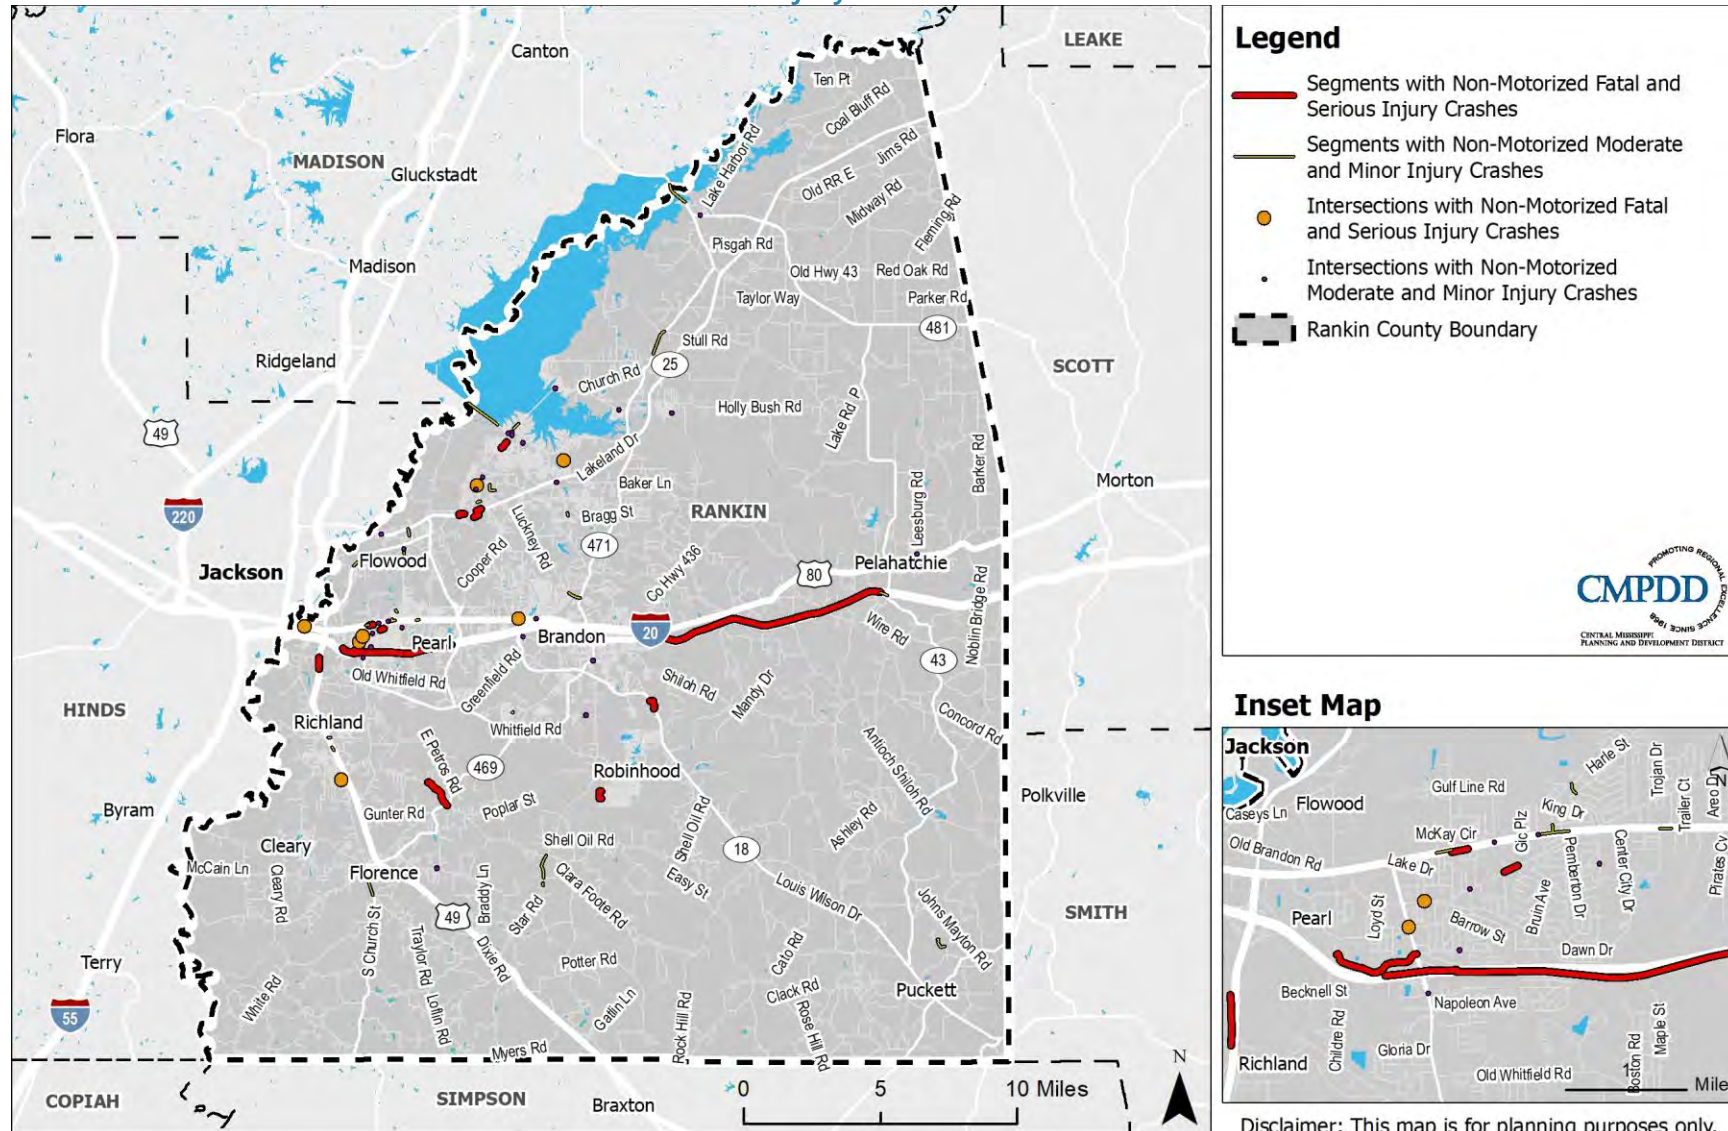 Canton
LEAKE
Ten Pt
Coal Bluff Rd
Flora
MADISON
Gluckstadt
Lake Harbor Rd
Jims Rd
Old RR E
Midway Rd
Fleming Rd
Pisgah Rd
Madison
Old Hwy 43
Red Oak Rd
Taylor Way
Parker Rd
481
Stull Rd
Ridgeland
25
Church Rd
SCOTT
Holly Bush Rd
Lake Rd P
49
Lakeland Dr
Barker Rd
Baker Ln
Morton
220
Luckney Rd
Bragg St
RANKIN
Leesburg Rd
471
Flowood
Cooper Rd
Co Hwy 436
Pelahatchie
Jackson
80
Noblin Bridge Rd
Pearl
Brandon
20
Wire Rd
43
Old Whitfield Rd
Greenfield Rd
Shiloh Rd
Mandy Dr
HINDS
Richland
Whitfield Rd
Concord Rd
E Petros Rd
469
Antioch Shiloh Rd
Robinhood
Byram
Gunter Rd
Poplar St
Polkville
Shell Oil Rd
Shell Oil Rd
Ashley Rd
Cleary
18
McCain Ln
Cleary Rd
Florence
Braddy Ln
Clara Foote Rd
Easy St
Louis Wilson Dr
49
Star Rd
Johns Mayton Rd
SMITH
S Church St
Traylor Rd
Dixie Rd
Potter Rd
Cato Rd
Terry
White Rd
Loflin Rd
Gatlin Ln
Clack Rd
Puckett
55
Rock Hill Rd
Rose Hill Rd
Myers Rd
COPIAH
SIMPSON
Braxton
0 5 10 Miles
N
Legend
Segments with Non-Motorized Fatal and
Serious Injury Crashes
Segments with Non-Motorized Moderate
and Minor Injury Crashes
Intersections with Non-Motorized Fatal
and Serious Injury Crashes
Intersections with Non-Motorized
Moderate and Minor Injury Crashes
Rankin County Boundary
PROMOTING REGIONAL EXCELLENCE SINCE 1968
CMPDD
CENTRAL MISSISSIPPI
PLANNING AND DEVELOPMENT DISTRICT
Inset Map
Jackson
Harle St
Trojan Dr
N
Gulf Line Rd
Trailer Ct
Areo Dr
Flowood
Caseys Ln
King Dr
McKay Cir
Gic Plz
Old Brandon Rd
Lake Dr
Pemberton Dr
Center City Dr
Pirates Cv
Loyd St
Bruin Ave
Pearl
Barrow St
Dawn Dr
Becknell St
Napoleon Ave
Childre Rd
Maple St
Gloria Dr
Boston Rd
Richland
Old Whitfield Rd
1
Mile
Disclaimer: This map is for planning purposes only.